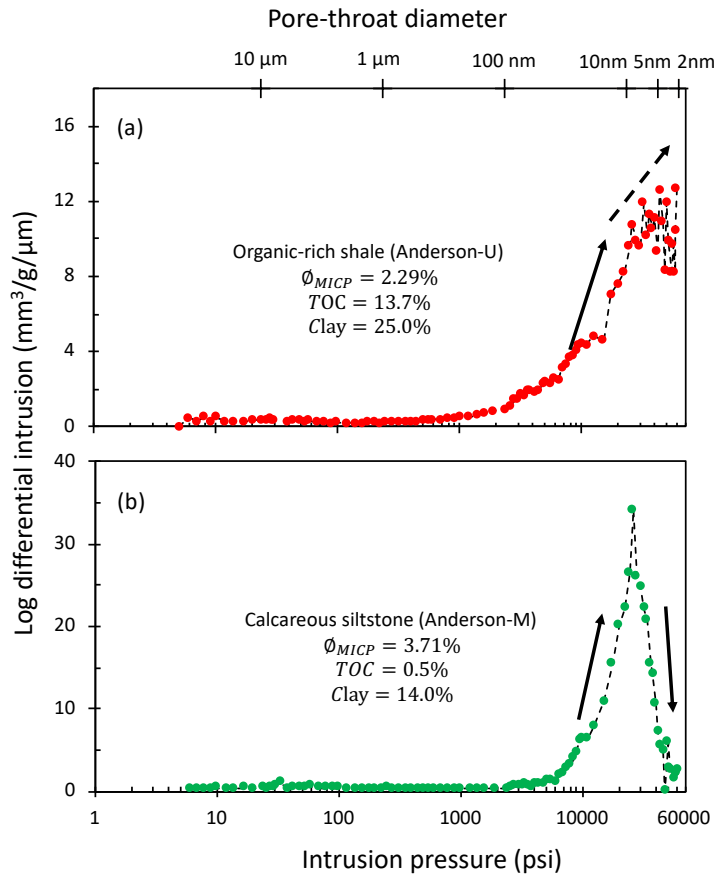 Pore-throat diameter
10 µm 1 µm 100 nm 10nm 5nm 2nm
Log differential intrusion (mm³/g/µm)
16
(a)
12
Organic-rich shale (Anderson-U)
∅MICP = 2.29%
TOC = 13.7%
Clay = 25.0%
8
4
0
40
(b)
30
20
Calcareous siltstone (Anderson-M)
∅MICP = 3.71%
TOC = 0.5%
Clay = 14.0%
10
0
1 10 100 1000 10000 60000
Intrusion pressure (psi)